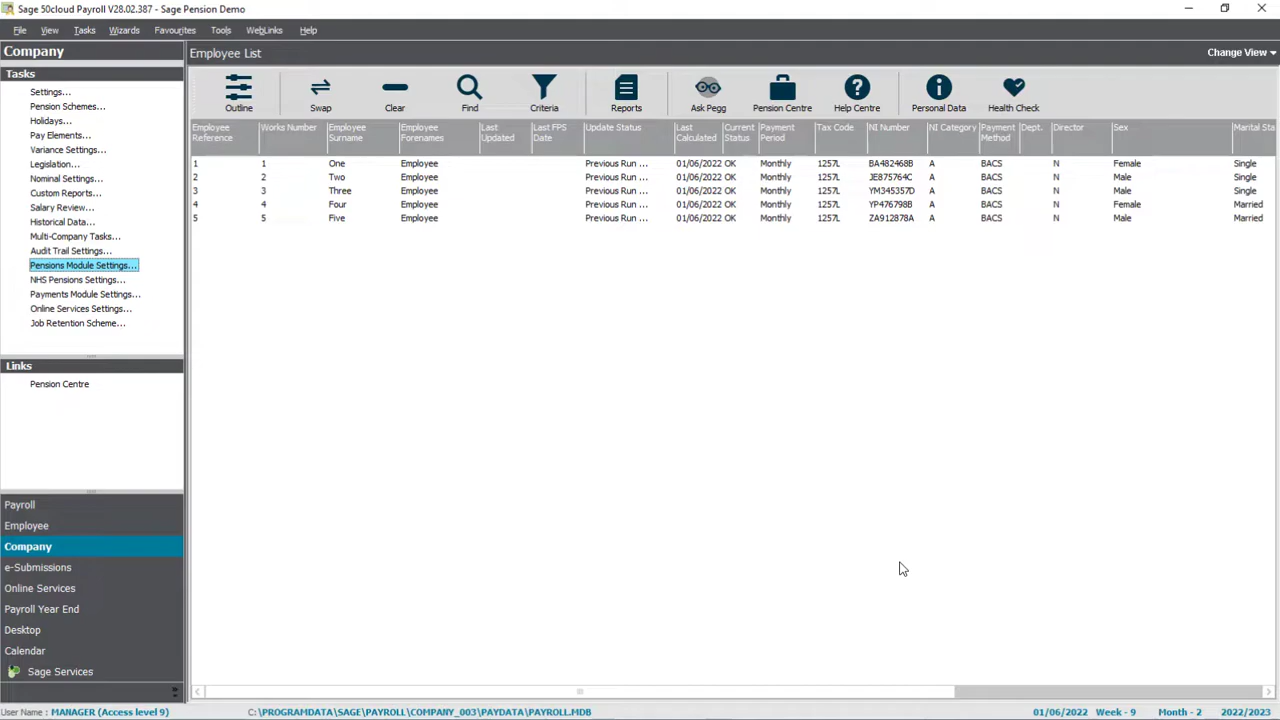 Sage 50cloud Payroll V28.02.387 - Sage Pension Demo
File View Tasks Wizards Favourites Tools WebLinks Help
Company
Tasks
Settings...
Pension Schemes...
Holidays...
Pay Elements...
Variance Settings...
Legislation...
Nominal Settings...
Custom Reports...
Salary Review...
Historical Data...
Multi-Company Tasks...
Audit Trail Settings...
Pensions Module Settings...
NHS Pensions Settings...
Payments Module Settings...
Online Services Settings...
Job Retention Scheme...
Links
Pension Centre
Payroll
Employee
Company
e-Submissions
Online Services
Payroll Year End
Desktop
Calendar
Sage Services
Employee List
Change View
Outline Swap Clear Find Criteria Reports Ask Pegg Pension Centre Help Centre Personal Data Health Check
Employee Reference Works Number Employee Surname Employee Forenames Last Updated Last FPS Date Update Status Last Calculated Current Status Payment Period Tax Code NI Number NI Category Payment Method Dept. Director Sex Marital Sta
1 1 One Employee Previous Run ... 01/06/2022 OK Monthly 1257L BA482468B A BACS N Female Single
2 2 Two Employee Previous Run ... 01/06/2022 OK Monthly 1257L JE875764C A BACS N Male Single
3 3 Three Employee Previous Run ... 01/06/2022 OK Monthly 1257L YM345357D A BACS N Male Single
4 4 Four Employee Previous Run ... 01/06/2022 OK Monthly 1257L YP476798B A BACS N Female Married
5 5 Five Employee Previous Run ... 01/06/2022 OK Monthly 1257L ZA912878A A BACS N Male Married
User Name : MANAGER (Access level 9) C:\PROGRAMDATA\SAGE\PAYROLL\COMPANY_003\PAYDATA\PAYROLL.MDB 01/06/2022 Week - 9 Month - 2 2022/2023